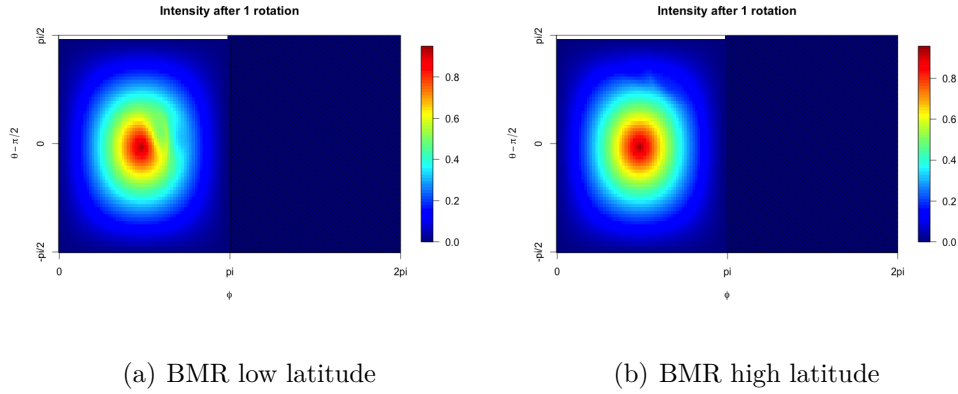 Intensity after 1 rotation
pi/2
0
-pi/2
θ − π/2
0
pi
2pi
ϕ
0.8
0.6
0.4
0.2
0.0
(a) BMR low latitude
Intensity after 1 rotation
pi/2
0
-pi/2
θ − π/2
0
pi
2pi
ϕ
0.8
0.6
0.4
0.2
0.0
(b) BMR high latitude